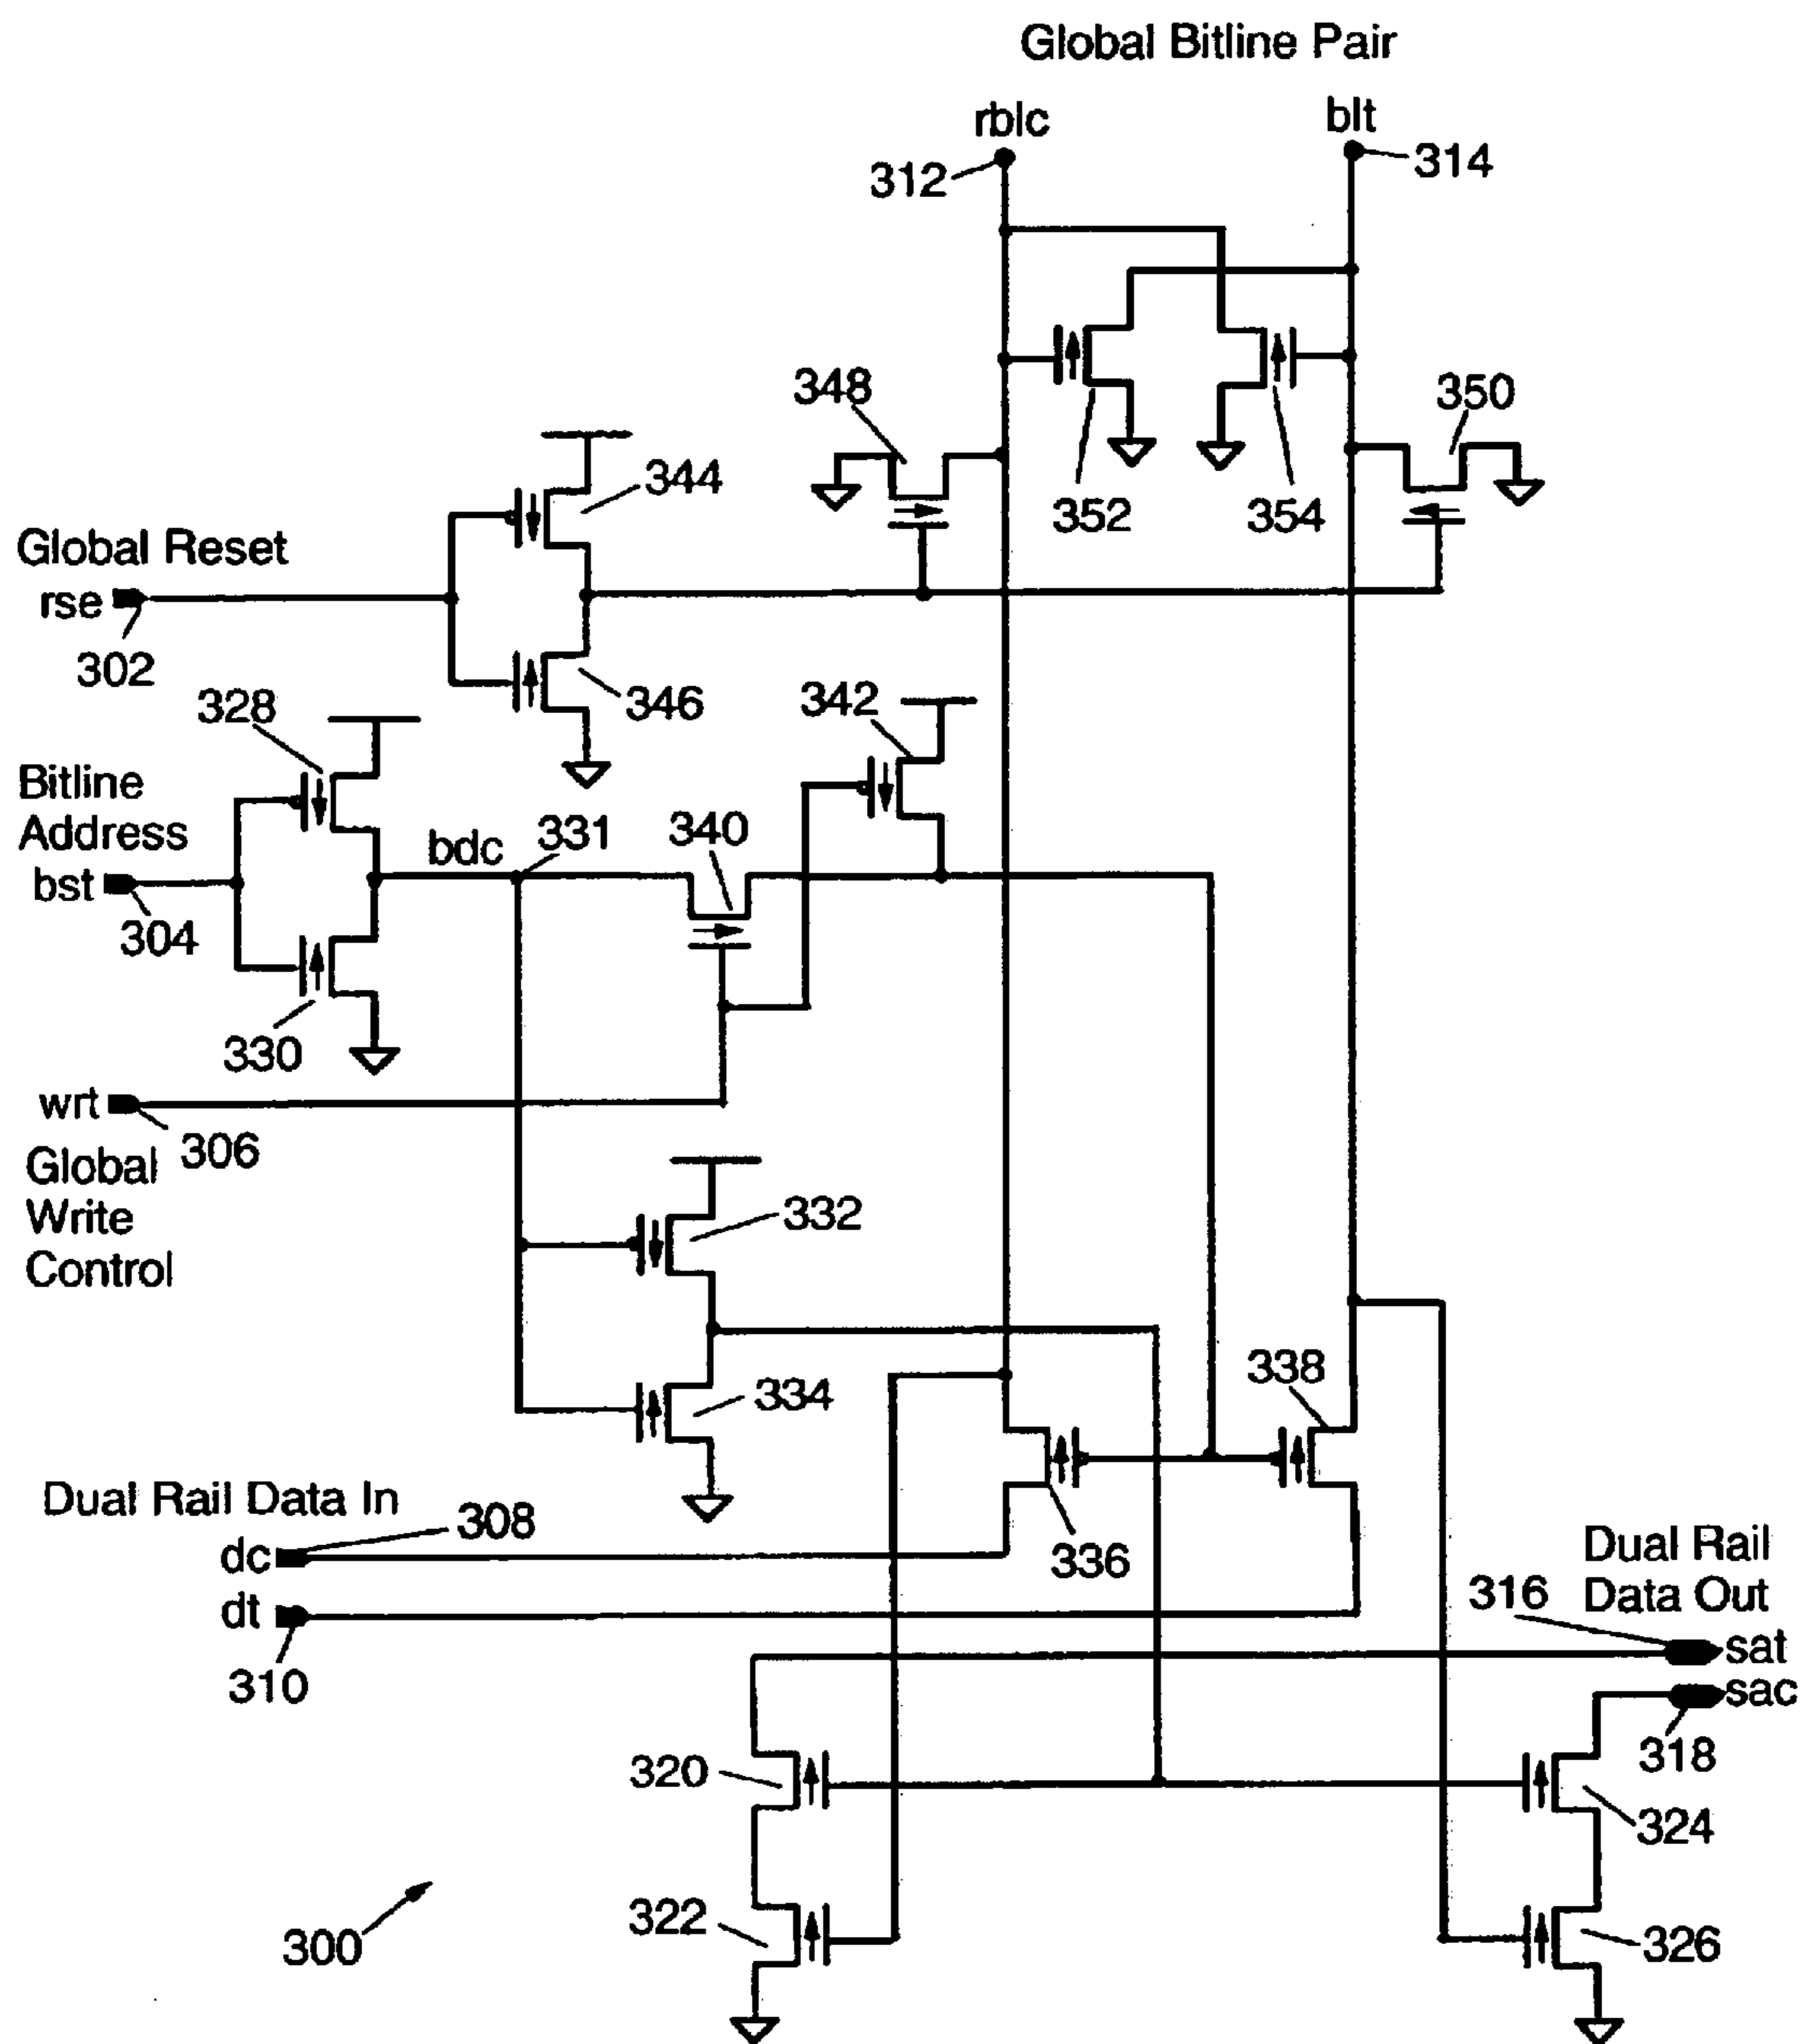 Global Bitline Pair
rblc
blt
312
314
348
350
344
352
354
Global Reset
rse
302
346
342
328
Bitline
Address
bst
304
bdc
331
340
330
wrt
306
Global
Write
Control
332
338
334
Dual Rail Data In
308
dc
336
dt
310
Dual Rail
Data Out
316
sat
sac
318
320
324
322
326
300